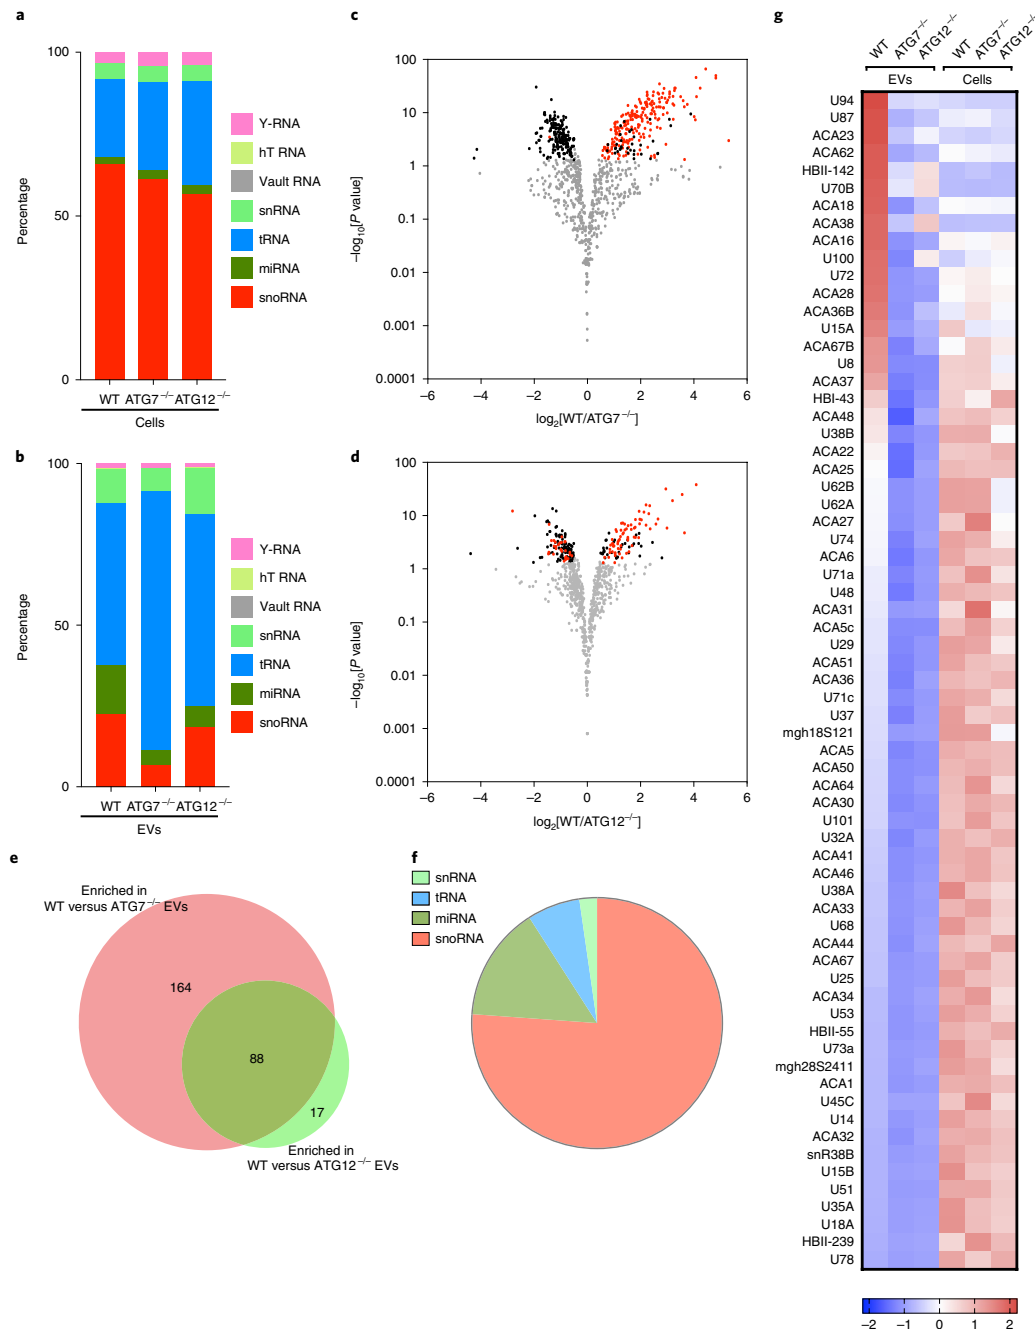 a
100
50
0
Percentage
WT ATG7−/− ATG12−/−
Cells
Y-RNA
hT RNA
Vault RNA
snRNA
tRNA
miRNA
snoRNA
b
100
50
0
Percentage
WT ATG7−/− ATG12−/−
EVs
Y-RNA
hT RNA
Vault RNA
snRNA
tRNA
miRNA
snoRNA
c
100
10
1
0.1
0.01
0.001
0.0001
−log10[P value]
−6 −4 −2 0 2 4 6
log2[WT/ATG7−/−]
d
100
10
1
0.1
0.01
0.001
0.0001
−log10[P value]
−6 −4 −2 0 2 4 6
log2[WT/ATG12−/−]
e
Enriched in
WT versus ATG7−/− EVs
164
88
17
Enriched in
WT versus ATG12−/− EVs
f
snRNA
tRNA
miRNA
snoRNA
g
WT ATG7−/− ATG12−/− WT ATG7−/− ATG12−/−
EVs Cells
U94
U87
ACA23
ACA62
HBII-142
U70B
ACA18
ACA38
ACA16
U100
U72
ACA28
ACA36B
U15A
ACA67B
U8
ACA37
HBI-43
ACA48
U38B
ACA22
ACA25
U62B
U62A
ACA27
U74
ACA6
U71a
U48
ACA31
ACA5c
U29
ACA51
ACA36
U71c
U37
mgh18S121
ACA5
ACA50
ACA64
ACA30
U101
U32A
ACA41
ACA46
U38A
ACA33
U68
ACA44
ACA67
U25
ACA34
U53
HBII-55
U73a
mgh28S2411
ACA1
U45C
U14
ACA32
snR38B
U15B
U51
U35A
U18A
HBII-239
U78
−2 −1 0 1 2